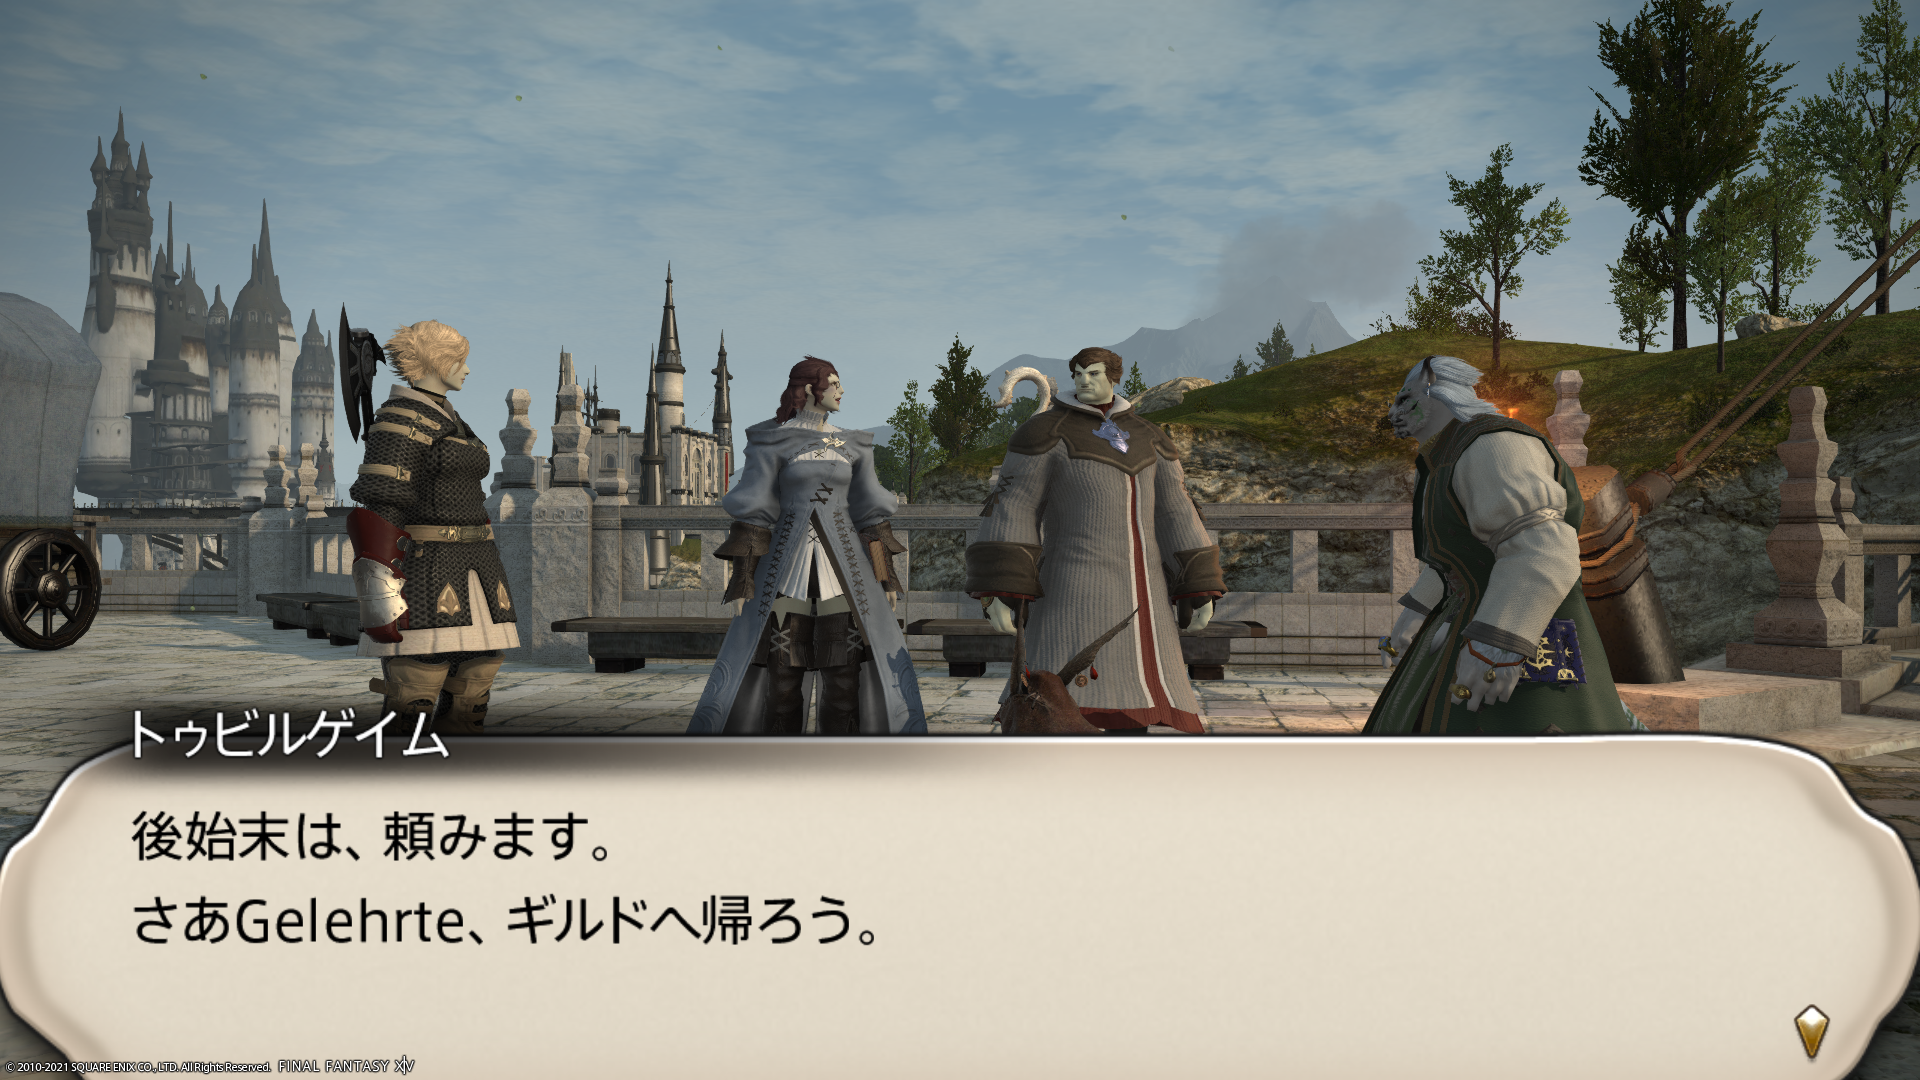 トゥビルゲイム
後始末は、頼みます。
さあGelehrte、ギルドへ帰ろう。
© 2010-2021 SQUARE ENIX CO., LTD. All Rights Reserved. FINAL FANTASY XIV